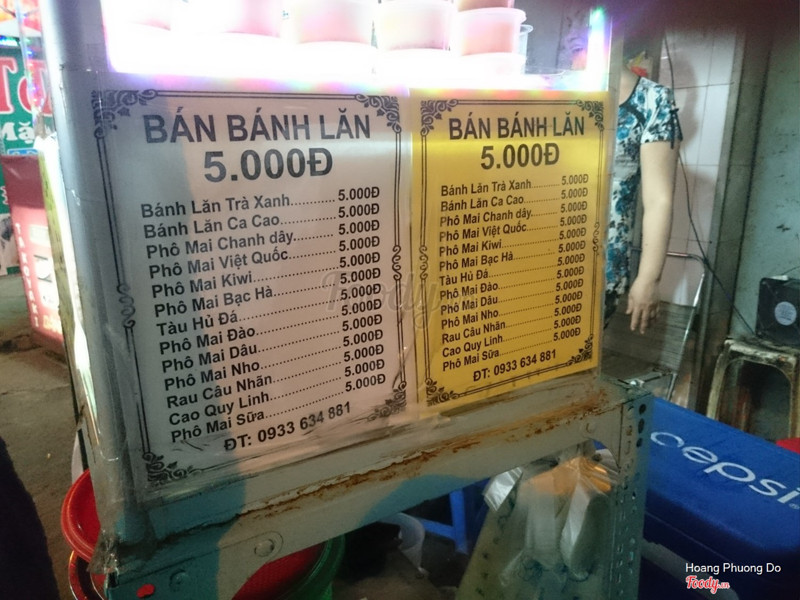 BÁN BÁNH LĂN
5.000Đ
Bánh Lăn Trà Xanh............ 5.000Đ
Bánh Lăn Ca Cao............ 5.000Đ
Phô Mai Chanh dây............ 5.000Đ
Phô Mai Việt Quốc............ 5.000Đ
Phô Mai Kiwi............ 5.000Đ
Phô Mai Bạc Hà............ 5.000Đ
Tàu Hủ Đá............ 5.000Đ
Phô Mai Đào............ 5.000Đ
Phô Mai Dâu............ 5.000Đ
Phô Mai Nho............ 5.000Đ
Rau Câu Nhãn............ 5.000Đ
Cao Quy Linh............ 5.000Đ
Phô Mai Sữa............ 5.000Đ
ĐT: 0933 634 881
BÁN BÁNH LĂN
5.000Đ
Bánh Lăn Trà Xanh............ 5.000Đ
Bánh Lăn Ca Cao............ 5.000Đ
Phô Mai Chanh dây............ 5.000Đ
Phô Mai Việt Quốc............ 5.000Đ
Phô Mai Kiwi............ 5.000Đ
Phô Mai Bạc Hà............ 5.000Đ
Tàu Hủ Đá............ 5.000Đ
Phô Mai Đào............ 5.000Đ
Phô Mai Dâu............ 5.000Đ
Phô Mai Nho............ 5.000Đ
Rau Câu Nhãn............ 5.000Đ
Cao Quy Linh............ 5.000Đ
Phô Mai Sữa............ 5.000Đ
ĐT: 0933 634 881
Foody
pepsi
Hoang Phuong Do
Foody.vn